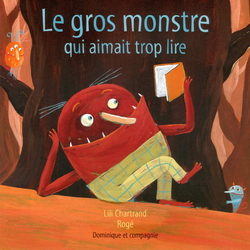 Le gros monstre
qui aimait trop lire
Lili Chartrand
Rogé
Dominique et compagnie